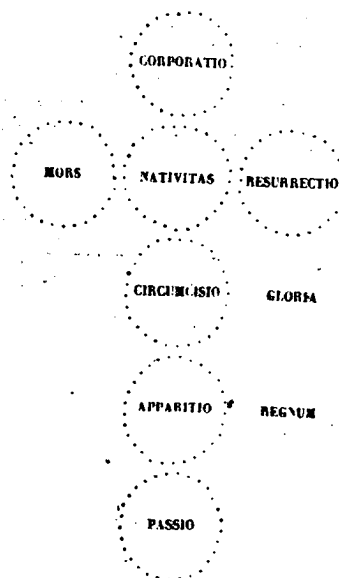 CORPORATIO
MORS NATIVITAS RESURRECTIO
CIRCUMCISIO GLORIA
APPARITIO REGNUM
PASSIO